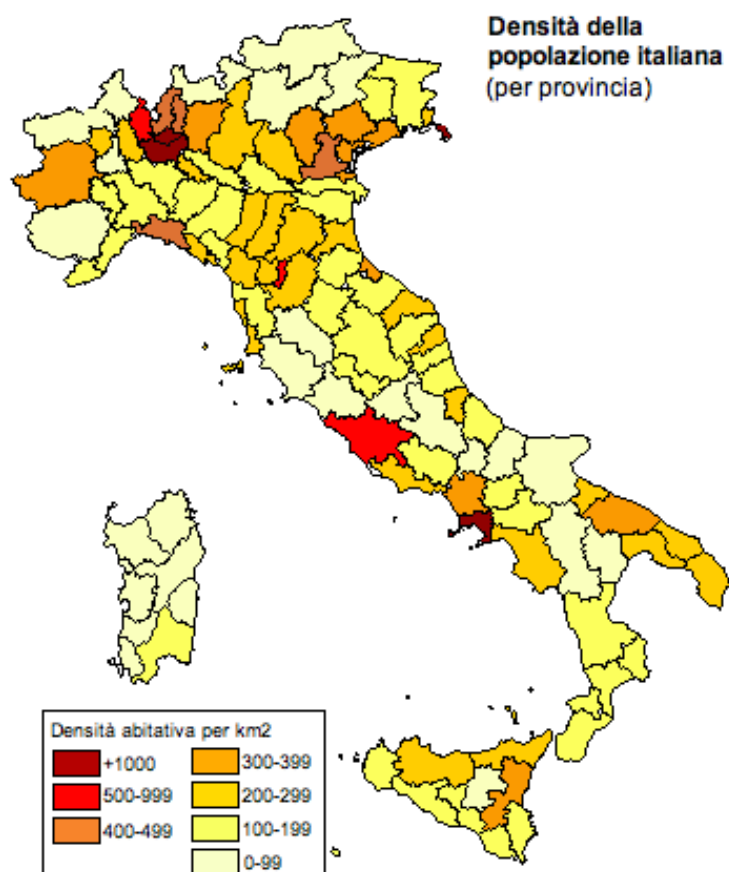 Densità della
popolazione italiana
(per provincia)
Densità abitativa per km2
+1000
500-999
400-499
300-399
200-299
100-199
0-99